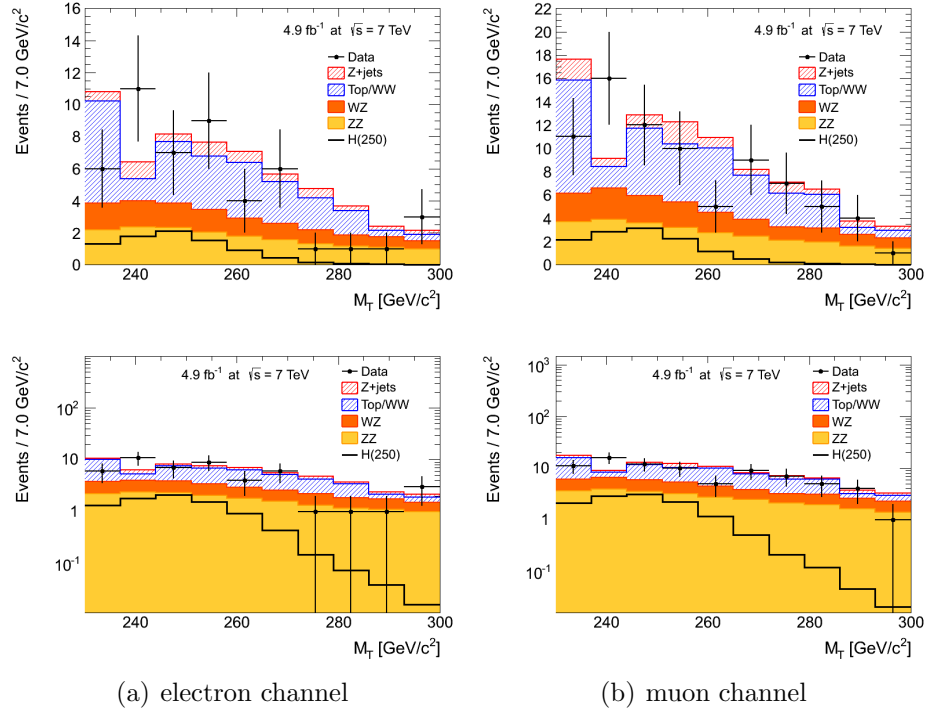 4.9 fb⁻¹ at √s = 7 TeV
Data
Z+jets
Top/WW
WZ
ZZ
H(250)
Events / 7.0 GeV/c²
16
14
12
10
8
6
4
2
0
240
260
280
300
M_T [GeV/c²]
4.9 fb⁻¹ at √s = 7 TeV
Data
Z+jets
Top/WW
WZ
ZZ
H(250)
Events / 7.0 GeV/c²
22
20
18
16
14
12
10
8
6
4
2
0
240
260
280
300
M_T [GeV/c²]
4.9 fb⁻¹ at √s = 7 TeV
Data
Z+jets
Top/WW
WZ
ZZ
H(250)
Events / 7.0 GeV/c²
10²
10
1
10⁻¹
240
260
280
300
M_T [GeV/c²]
4.9 fb⁻¹ at √s = 7 TeV
Data
Z+jets
Top/WW
WZ
ZZ
H(250)
Events / 7.0 GeV/c²
10³
10²
10
1
10⁻¹
240
260
280
300
M_T [GeV/c²]
(a) electron channel
(b) muon channel